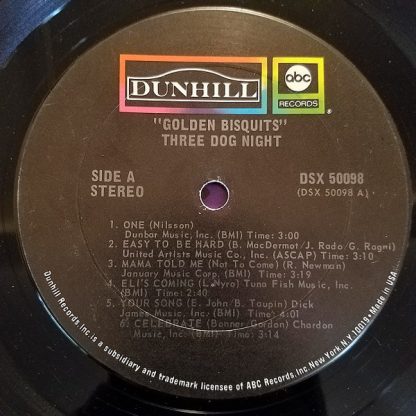 DUNHILL
abc
RECORDS
®
"GOLDEN BISQUITS"
THREE DOG NIGHT
SIDE A
STEREO
DSX 50098
(DSX 50098 A)
1. ONE (Nilsson)
Dunbar Music, Inc. (BMI) Time: 3:00
2. EASY TO BE HARD (B. MacDermot/J. Rado/G. Ragni)
United Artists Music Co., Inc. (ASCAP) Time: 3:10
3. MAMA TOLD ME (Not To Come) (R. Newman)
January Music Corp. (BMI) Time: 3:19
4. ELI'S COMING (L. Nyro) Tuna Fish Music, Inc.
(BMI) Time: 2:40
5. YOUR SONG (E. John/B. Taupin) Dick
James Music, Inc. (BMI) Time: 4:01
6. CELEBRATE (Bonner, Gordon) Chardon
Music, Inc. (BMI) Time: 3:14
Dunhill Records, Inc. is a subsidiary and trademark licensee of ABC Records Inc New York, N.Y. 10019 • Made in USA